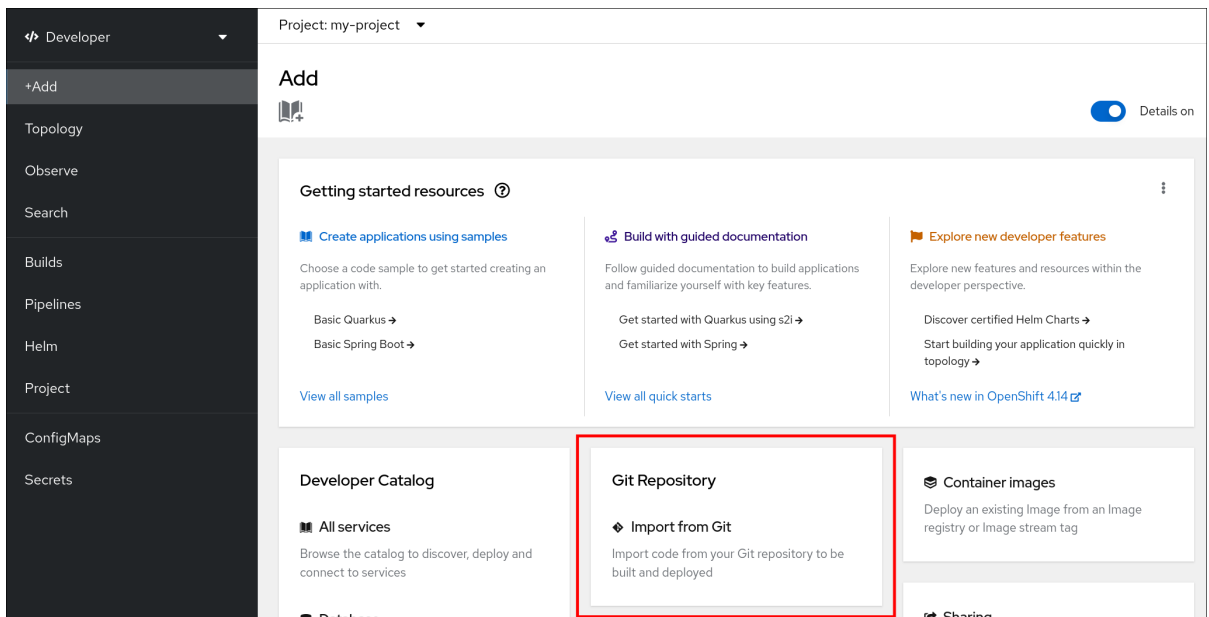 Developer
+Add
Topology
Observe
Search
Builds
Pipelines
Helm
Project
ConfigMaps
Secrets
Project: my-project
Add
Details on
Getting started resources
Create applications using samples
Choose a code sample to get started creating an
application with.
Basic Quarkus
Basic Spring Boot
View all samples
Build with guided documentation
Follow guided documentation to build applications
and familiarize yourself with key features.
Get started with Quarkus using s2i
Get started with Spring
View all quick starts
Explore new developer features
Explore new features and resources within the
developer perspective.
Discover certified Helm Charts
Start building your application quickly in
topology
What's new in OpenShift 4.14
Developer Catalog
All services
Browse the catalog to discover, deploy and
connect to services
Database
Git Repository
Import from Git
Import code from your Git repository to be
built and deployed
Container images
Deploy an existing Image from an Image
registry or Image stream tag
Sharing